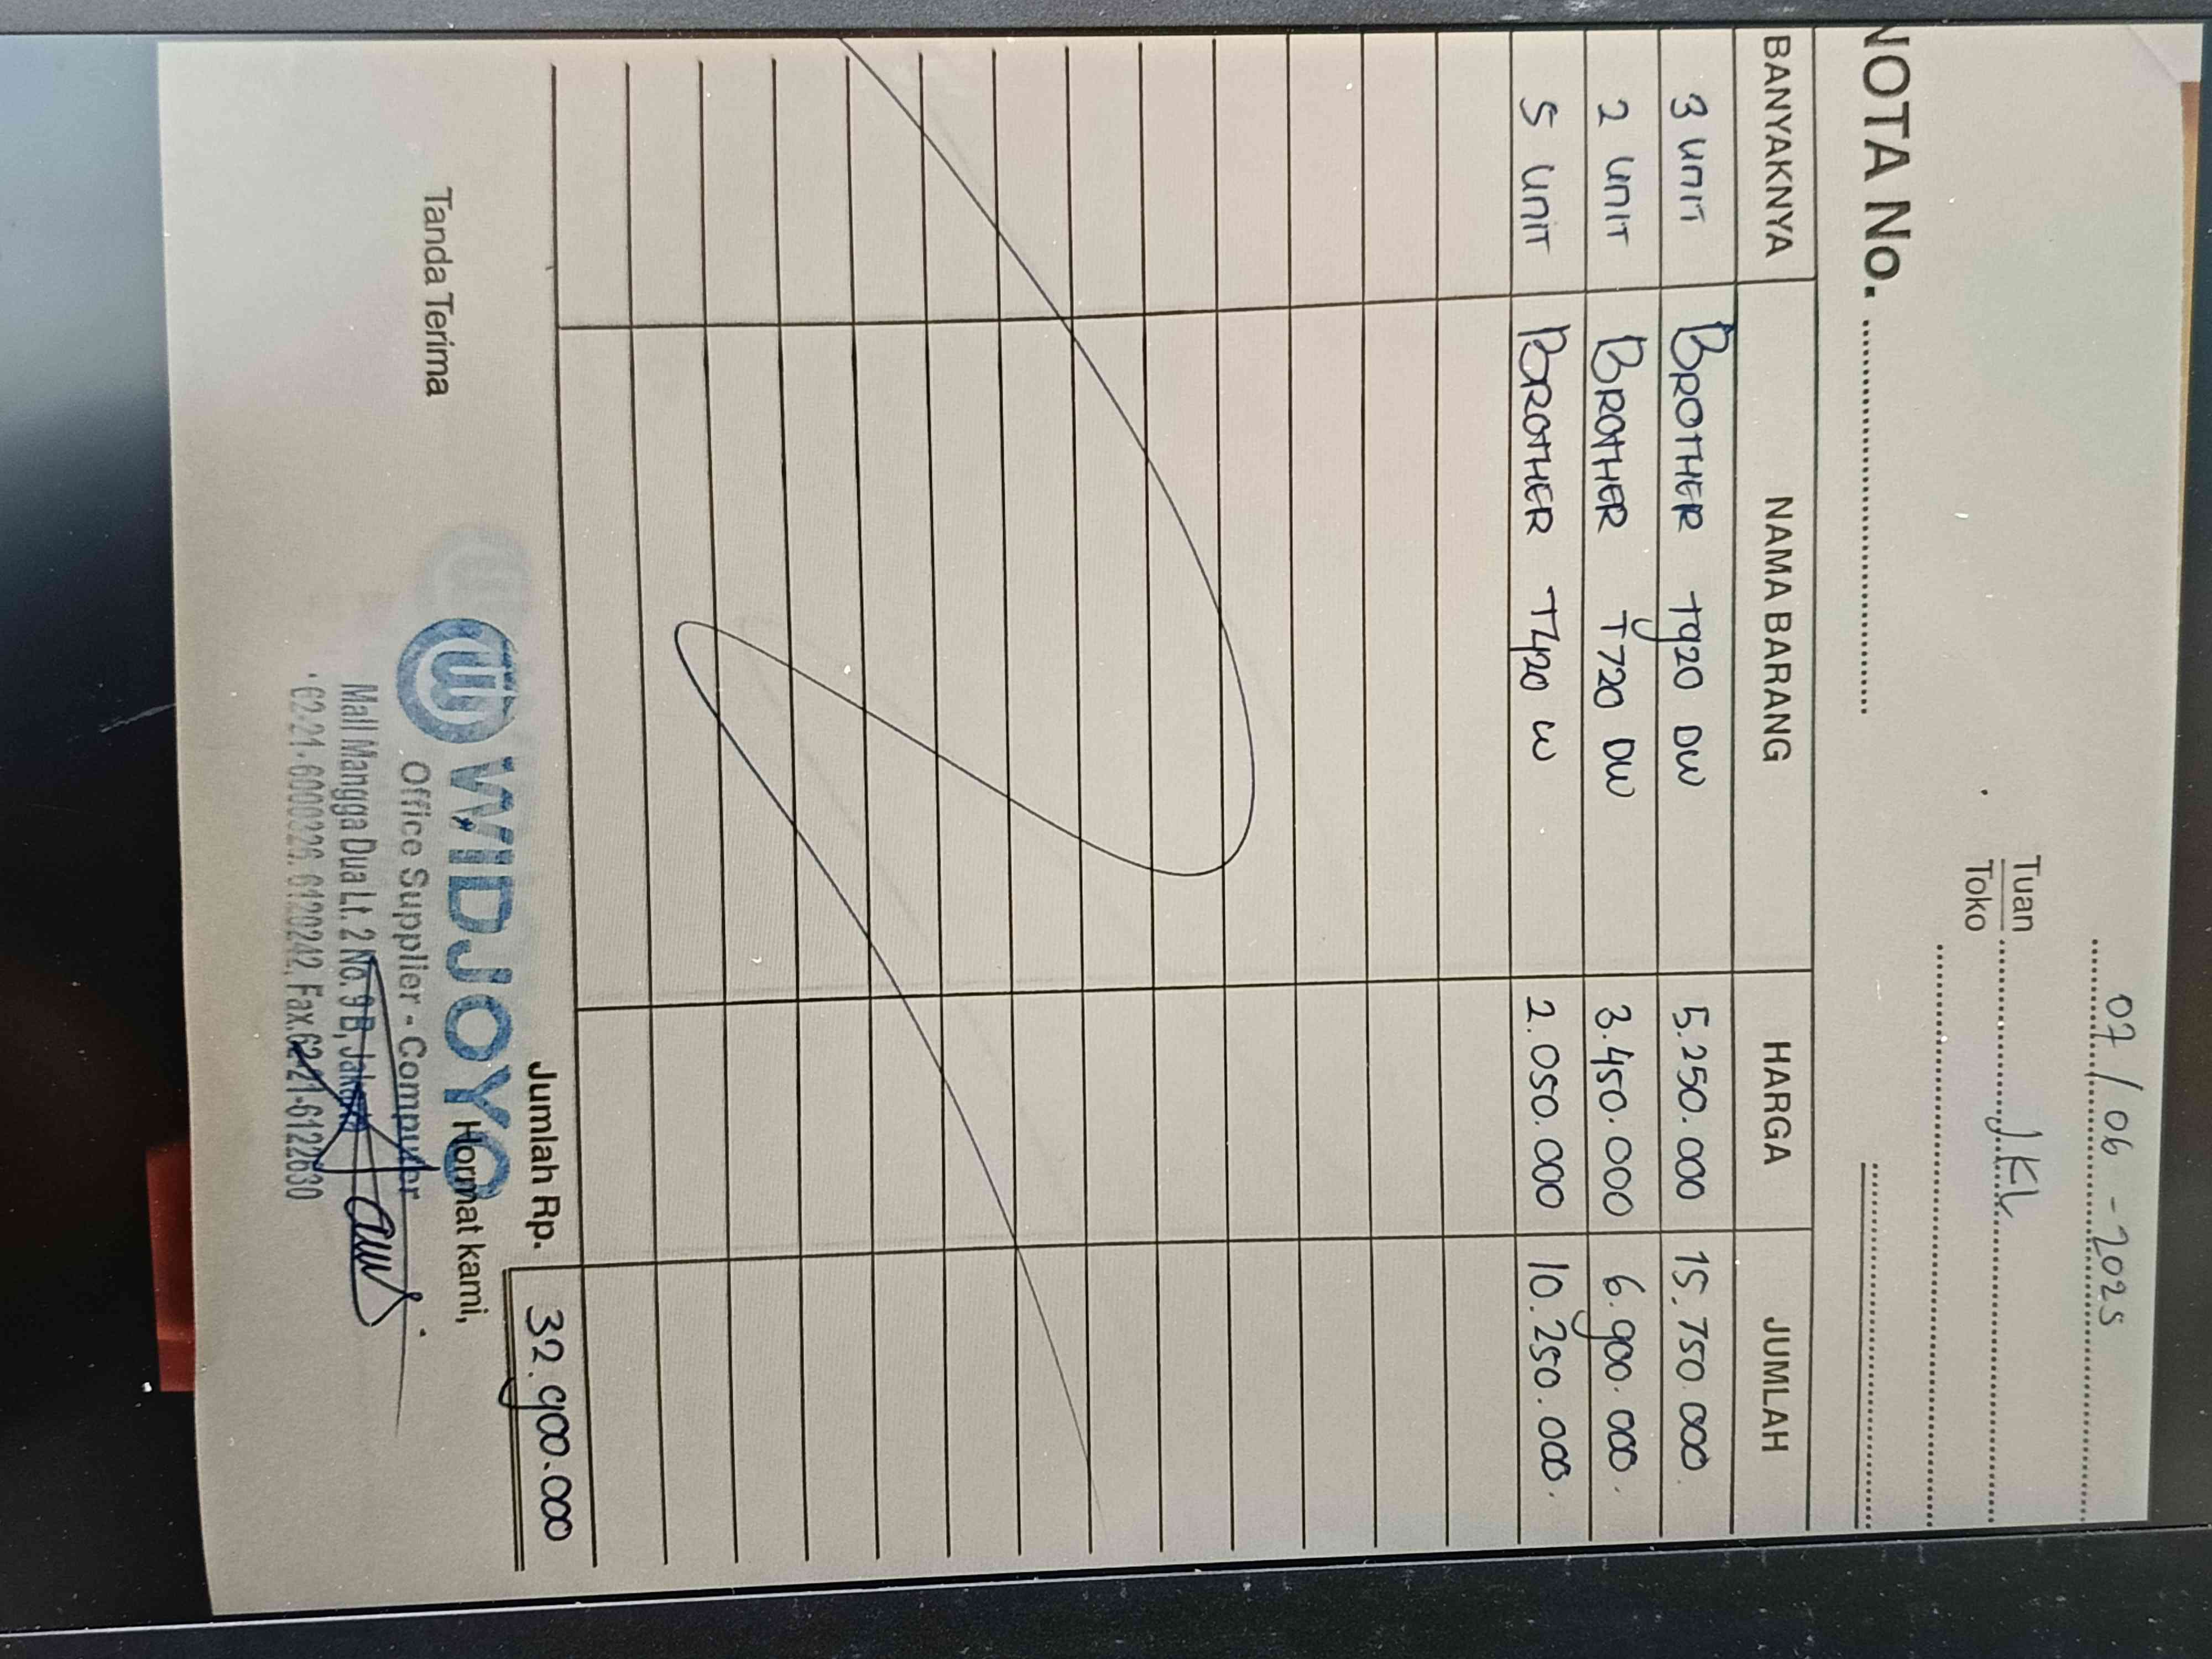 07/06-2025
Tuan
Toko
JKL
NOTA No.
BANYAKNYA NAMA BARANG HARGA JUMLAH
3 unit BROTHER T920 DW 5.250.000 15.750.000
2 unit BROTHER T720 DW 3.450.000 6.900.000.
5 unit BROTHER T420 W 2.050.000 10.250.000.
Jumlah Rp. 32.900.000
Tanda Terima Hormat kami,
WIDJOYO
Office Supplier - Computer
Mall Mangga Dua Lt. 2 No. 9 B, Jakarta
62-21-6000226, 6120242, Fax.62-21-6122630